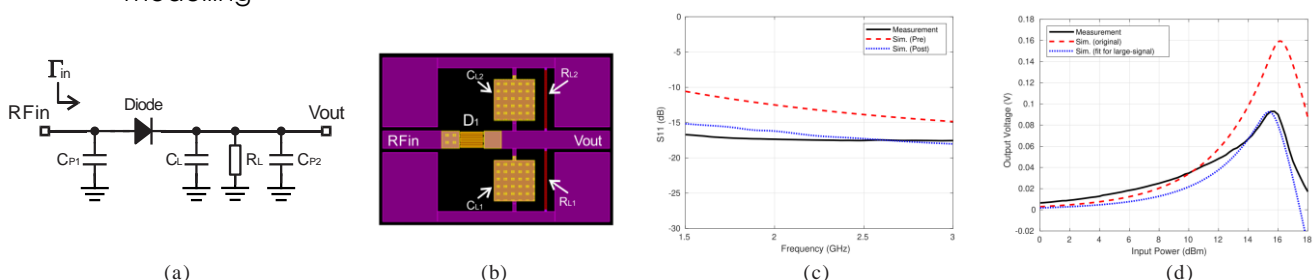 modelling
Γin
RFin
Diode
Vout
CP1
CL
RL
CP2
(a)
CL2
RL2
D1
RFin
Vout
CL1
RL1
(b)
0
-5
-10
-15
-20
-25
-30
1.5
2
2.5
3
S11 (dB)
Frequency (GHz)
Measurement
Sim. (Pre)
Sim. (Post)
(c)
0.18
0.16
0.14
0.12
0.1
0.08
0.06
0.04
0.02
0
-0.02
0
2
4
6
8
10
12
14
16
18
Output Voltage (V)
Input Power (dBm)
Measurement
Sim. (original)
Sim. (fit for large-signal)
(d)